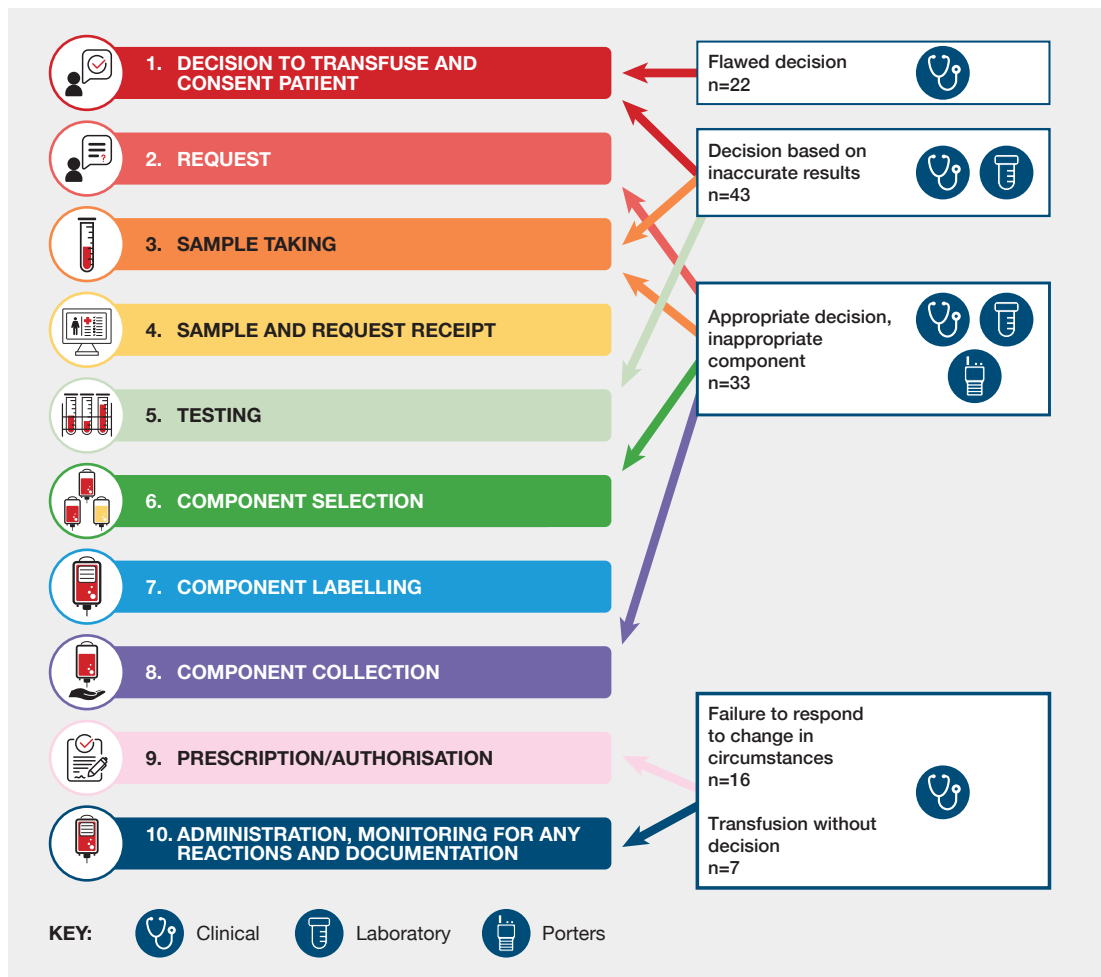 1. DECISION TO TRANSFUSE AND
CONSENT PATIENT
2. REQUEST
3. SAMPLE TAKING
4. SAMPLE AND REQUEST RECEIPT
5. TESTING
6. COMPONENT SELECTION
7. COMPONENT LABELLING
8. COMPONENT COLLECTION
9. PRESCRIPTION/AUTHORISATION
10. ADMINISTRATION, MONITORING FOR ANY
REACTIONS AND DOCUMENTATION
Flawed decision
n=22
Decision based on
inaccurate results
n=43
Appropriate decision,
inappropriate
component
n=33
Failure to respond
to change in
circumstances
n=16
Transfusion without
decision
n=7
KEY: Clinical Laboratory Porters